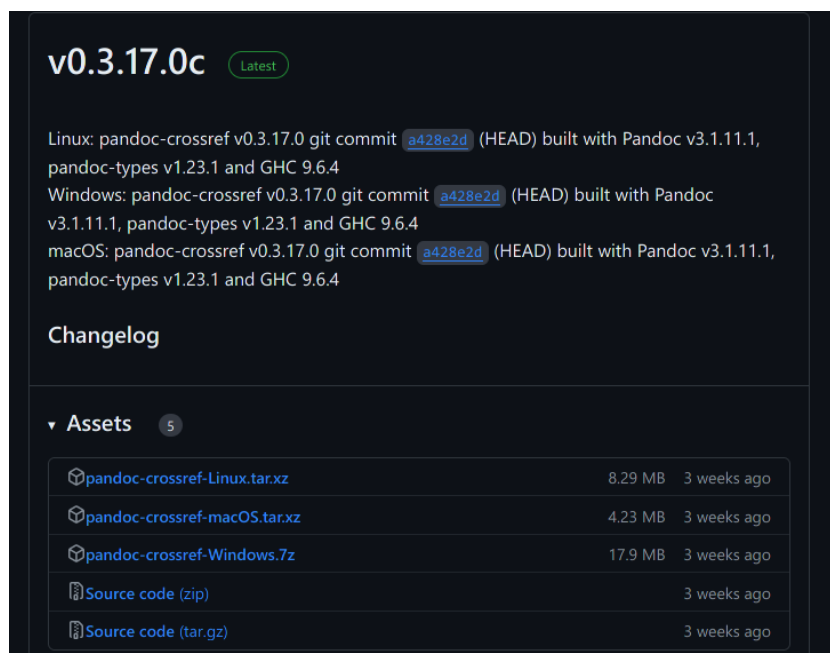 v0.3.17.0c Latest
Linux: pandoc-crossref v0.3.17.0 git commit a428e2d (HEAD) built with Pandoc v3.1.11.1,
pandoc-types v1.23.1 and GHC 9.6.4
Windows: pandoc-crossref v0.3.17.0 git commit a428e2d (HEAD) built with Pandoc
v3.1.11.1, pandoc-types v1.23.1 and GHC 9.6.4
macOS: pandoc-crossref v0.3.17.0 git commit a428e2d (HEAD) built with Pandoc v3.1.11.1,
pandoc-types v1.23.1 and GHC 9.6.4
Changelog
Assets 5
pandoc-crossref-Linux.tar.xz 8.29 MB 3 weeks ago
pandoc-crossref-macOS.tar.xz 4.23 MB 3 weeks ago
pandoc-crossref-Windows.7z 17.9 MB 3 weeks ago
Source code (zip) 3 weeks ago
Source code (tar.gz) 3 weeks ago